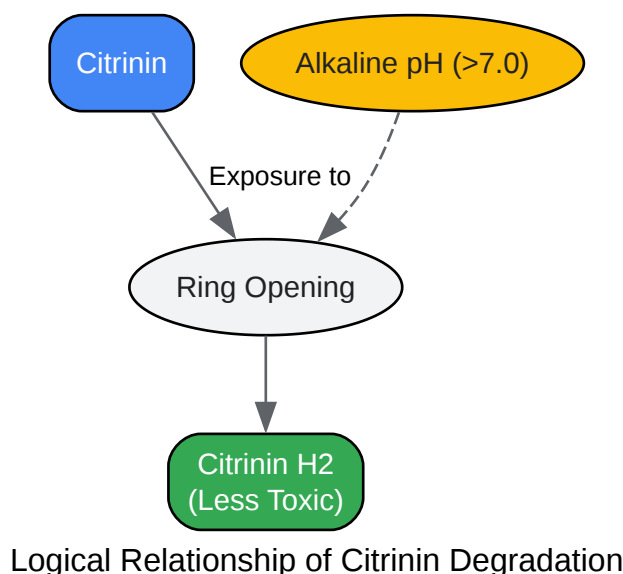 Citrinin
Alkaline pH (>7.0)
Exposure to
Ring Opening
Citrinin H2
(Less Toxic)
Logical Relationship of Citrinin Degradation